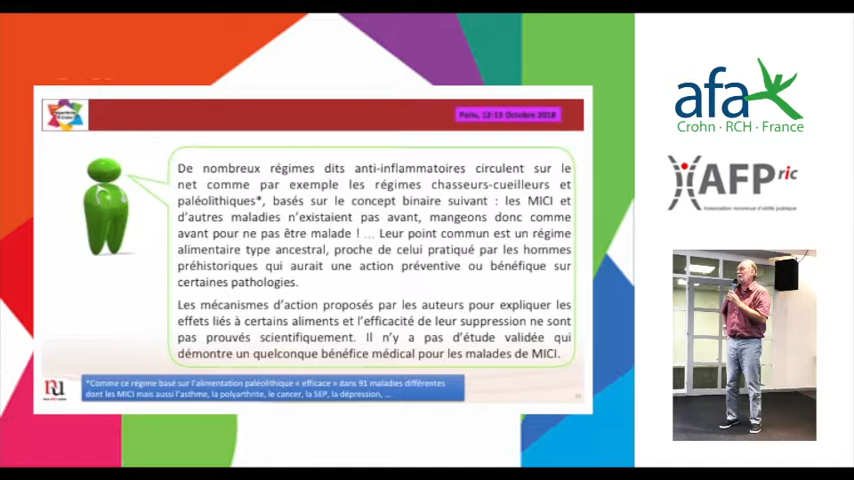 Paris, 12-13 Octobre 2018
De nombreux régimes dits anti-inflammatoires circulent sur le
net comme par exemple les régimes chasseurs-cueilleurs et
paléolithiques*, basés sur le concept binaire suivant : les MICI et
d'autres maladies n'existaient pas avant, mangeons donc comme
avant pour ne pas être malade ! ... Leur point commun est un régime
alimentaire type ancestral, proche de celui pratiqué par les hommes
préhistoriques qui aurait une action préventive ou bénéfique sur
certaines pathologies.
Les mécanismes d'action proposés par les auteurs pour expliquer les
effets liés à certains aliments et l'efficacité de leur suppression ne sont
pas prouvés scientifiquement. Il n'y a pas d'étude validée qui
démontre un quelconque bénéfice médical pour les malades de MICI.
*Comme ce régime basé sur l'alimentation paléolithique « efficace » dans 91 maladies différentes
dont les MICI mais aussi l'asthme, la polyarthrite, le cancer, la SEP, la dépression, ...
afa
Crohn · RCH · France
AFPric
Association reconnue d'utilité publique